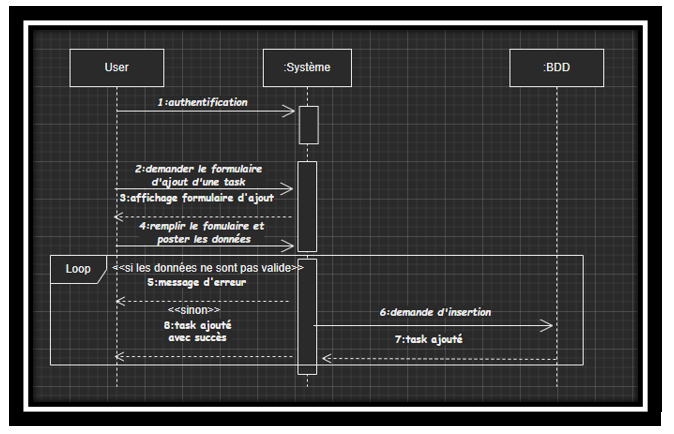 User
:Système
:BDD
1:authentification
2:demander le formulaire
d'ajout d'une task
3:affichage formulaire d'ajout
4:remplir le fomulaire et
poster les données
Loop
<<si les données ne sont pas valide>>
5:message d'erreur
<<sinon>>
6:demande d'insertion
8:task ajouté
avec succès
7:task ajouté